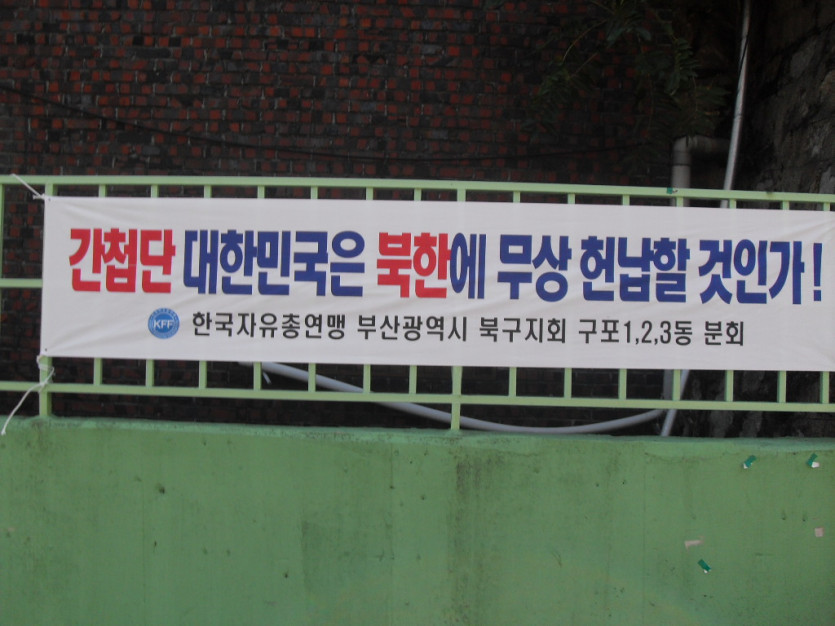 간첩단 대한민국은 북한에 무상 헌납할 것인가!
KFF 한국자유총연맹 부산광역시 북구지회 구포1,2,3동 분회